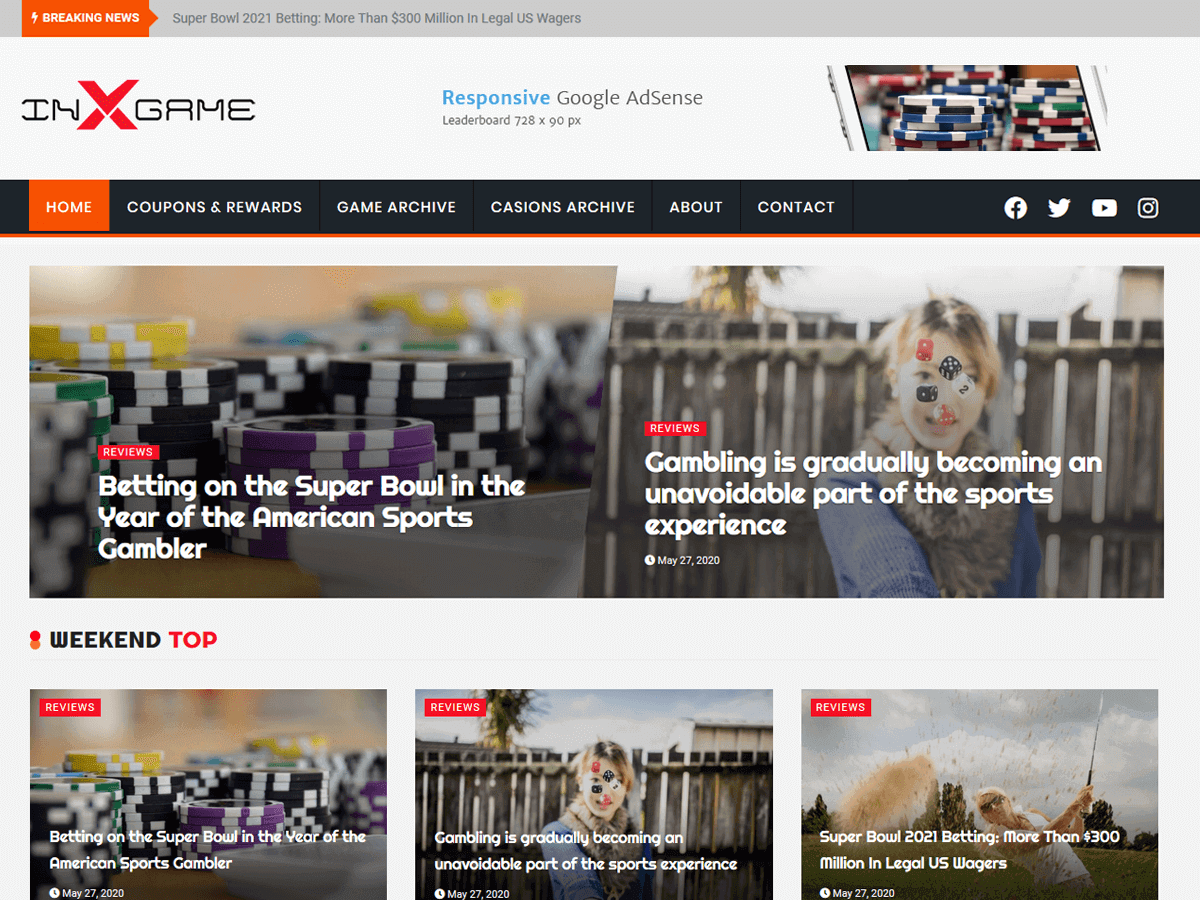 BREAKING NEWS
Super Bowl 2021 Betting: More Than $300 Million In Legal US Wagers
INXGAME
Responsive Google AdSense
Leaderboard 728 x 90 px
HOME
COUPONS & REWARDS
GAME ARCHIVE
CASIONS ARCHIVE
ABOUT
CONTACT
REVIEWS
Betting on the Super Bowl in the
Year of the American Sports
Gambler
2
REVIEWS
Gambling is gradually becoming an
unavoidable part of the sports
experience
May 27, 2020
WEEKEND TOP
REVIEWS
Betting on the Super Bowl in the Year of the
American Sports Gambler
May 27, 2020
REVIEWS
Gambling is gradually becoming an
unavoidable part of the sports experience
May 27, 2020
REVIEWS
Super Bowl 2021 Betting: More Than $300
Million In Legal US Wagers
May 27, 2020